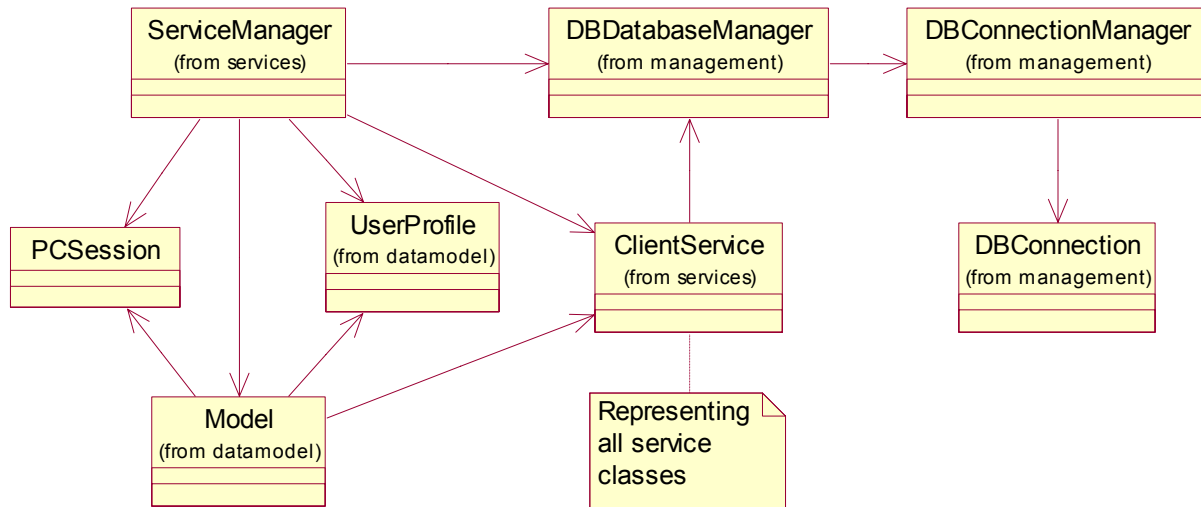 ServiceManager
(from services)
DBDatabaseManager
(from management)
DBConnectionManager
(from management)
PCSession
UserProfile
(from datamodel)
ClientService
(from services)
DBConnection
(from management)
Model
(from datamodel)
Representing
all service
classes